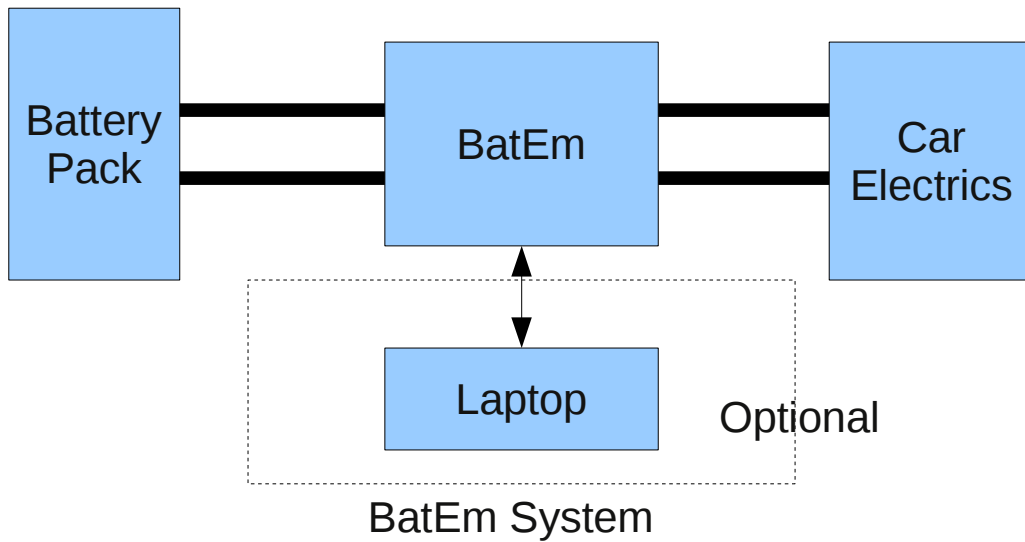 Battery
Pack
BatEm
Car
Electrics
Laptop
Optional
BatEm System